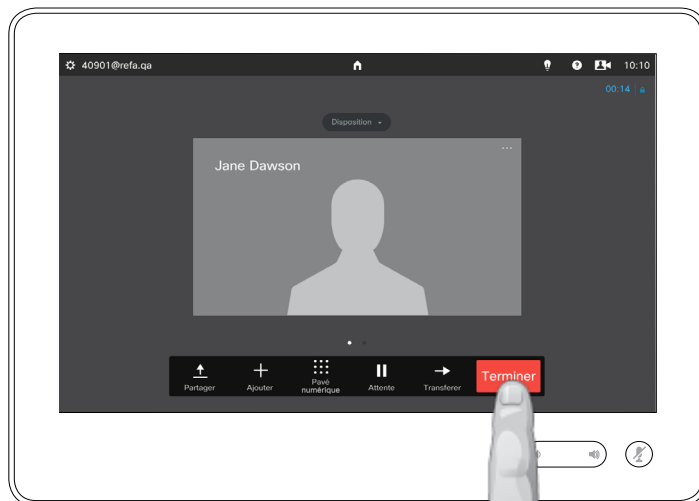 40901@refa.qa
10:10
00:14
Disposition
Jane Dawson
Partager
Ajouter
Pavé
numérique
Attente
Transferer
Terminer